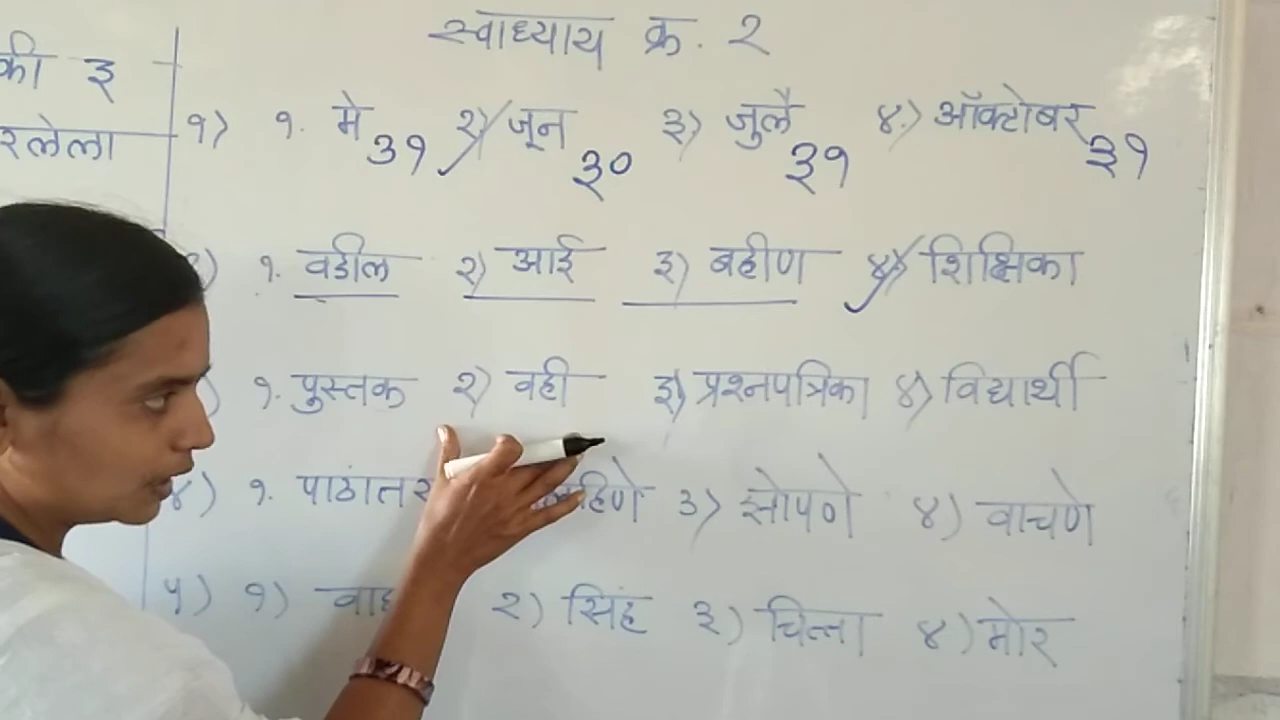 स्वाध्याय क्र. २
की ३
रलेला
१) १. मे ३१ २) जून ३० ३) जुलै ३१ ४) ऑक्टोबर ३१
) १. वडील २) आई ३) बहीण ४) शिक्षिका
) १. पुस्तक २) वही ३) प्रश्नपत्रिका ४) विद्यार्थी
४) १. पाठांतर लिहिणे ३) झोपणे ४) वाचणे
५) १) वाघ २) सिंह ३) चित्ता ४) मोर